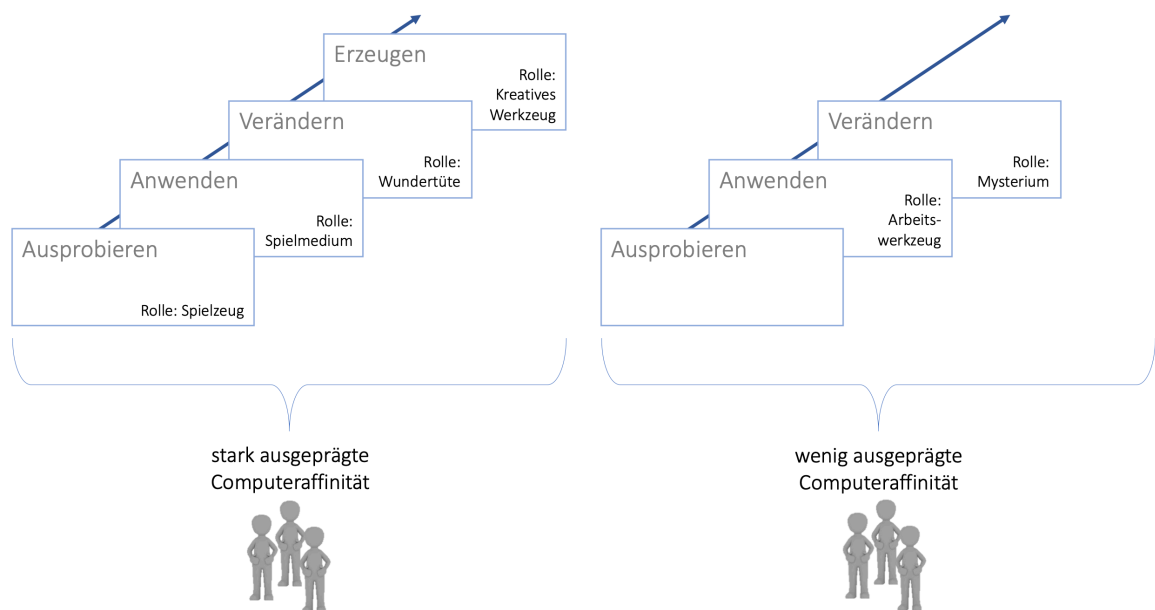 Erzeugen
Rolle:
Kreatives
Werkzeug
Verändern
Rolle:
Wundertüte
Anwenden
Rolle:
Spielmedium
Ausprobieren
Rolle: Spielzeug
stark ausgeprägte
Computeraffinität
Verändern
Rolle:
Mysterium
Anwenden
Rolle:
Arbeits-
werkzeug
Ausprobieren
wenig ausgeprägte
Computeraffinität